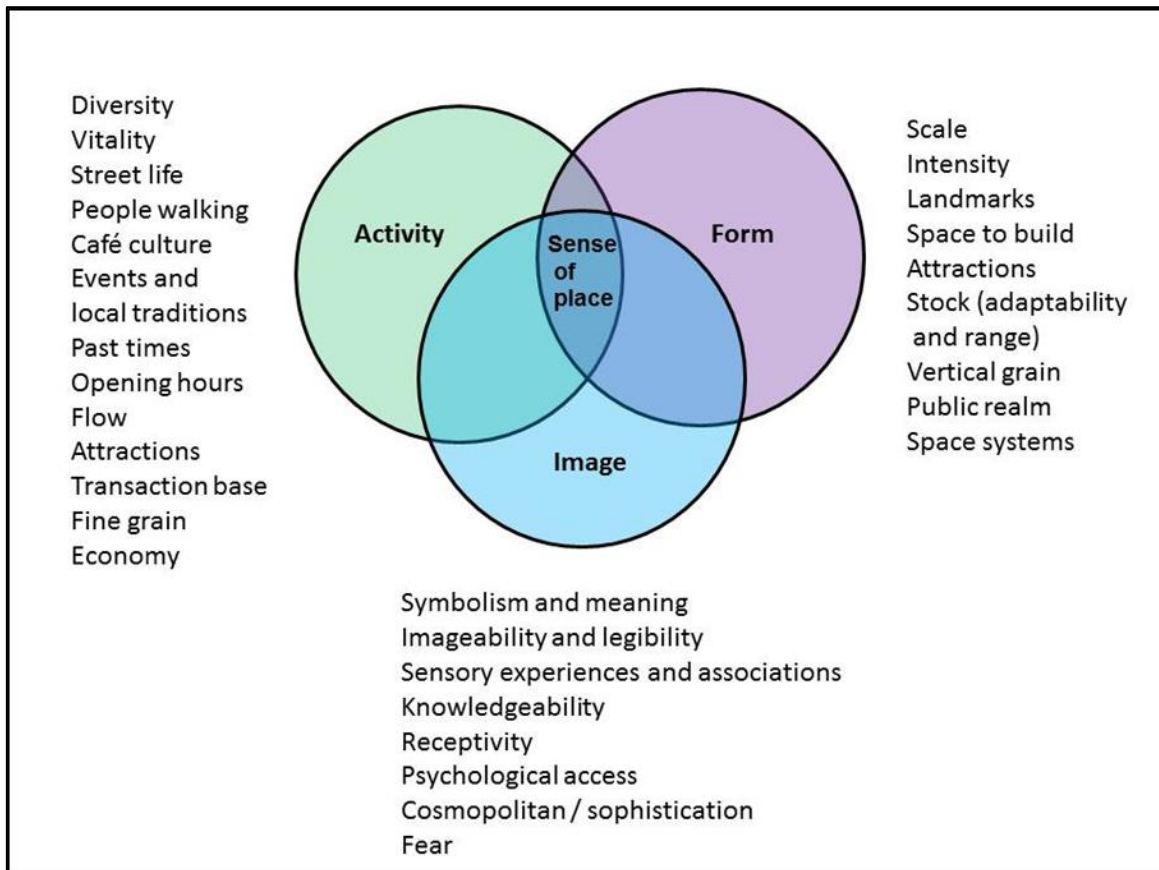 Diversity
Vitality
Street life
People walking
Café culture
Events and
local traditions
Past times
Opening hours
Flow
Attractions
Transaction base
Fine grain
Economy
Activity
Sense
of
place
Form
Image
Scale
Intensity
Landmarks
Space to build
Attractions
Stock (adaptability
and range)
Vertical grain
Public realm
Space systems
Symbolism and meaning
Imageability and legibility
Sensory experiences and associations
Knowledgeability
Receptivity
Psychological access
Cosmopolitan / sophistication
Fear